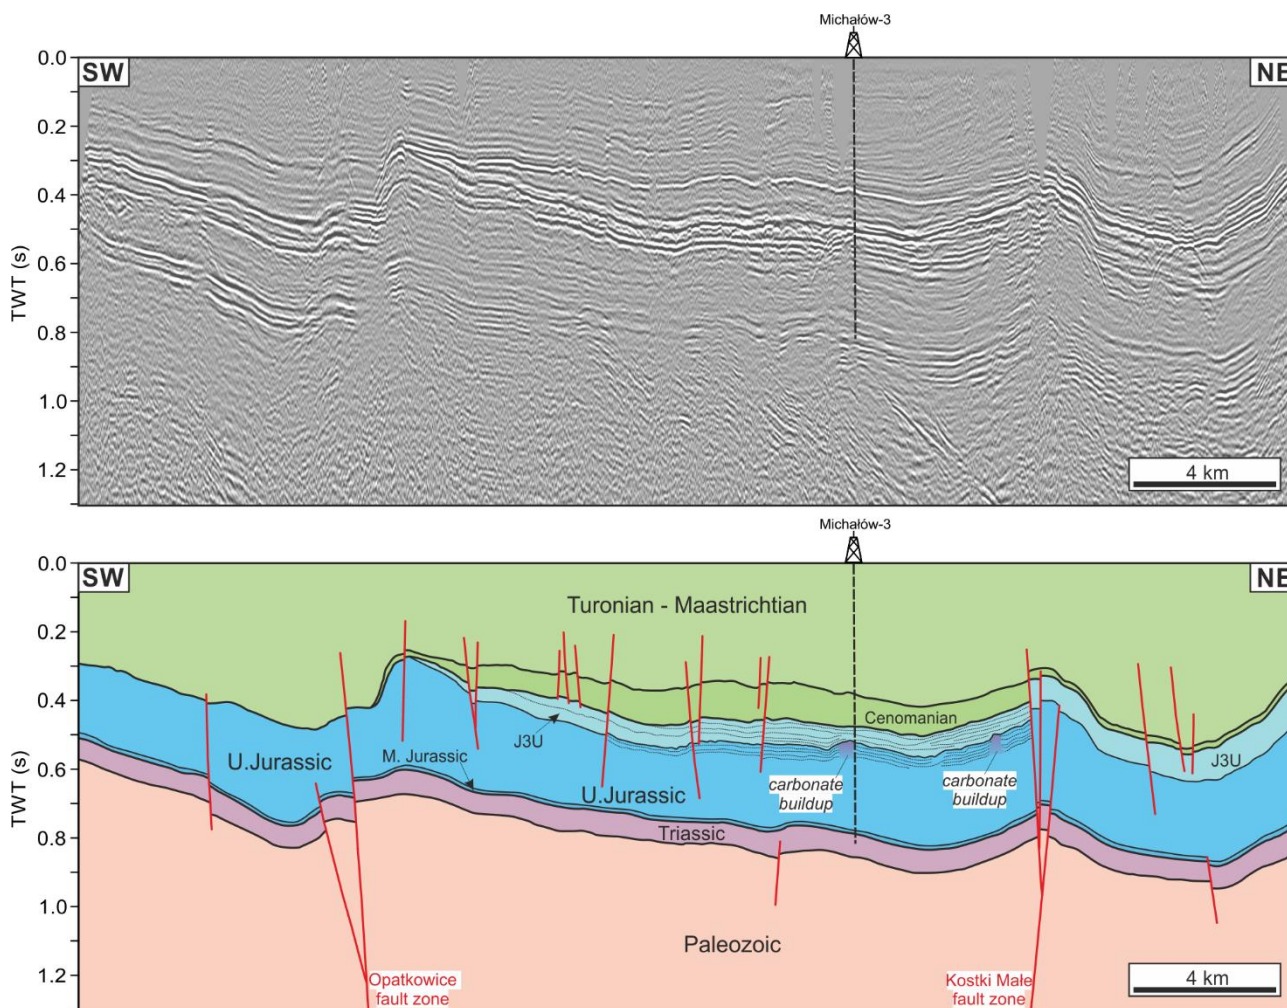 Michałów-3
0.0
SW
NE
0.2
0.4
0.6
0.8
1.0
1.2
TWT (s)
4 km
Michałów-3
0.0
SW
NE
Turonian - Maastrichtian
0.2
0.4
Cenomanian
J3U
U.Jurassic
M. Jurassic
J3U
0.6
carbonate
buildup
carbonate
buildup
U.Jurassic
Triassic
0.8
TWT (s)
1.0
Paleozoic
1.2
Opatkowice
fault zone
Kostki Małe
fault zone
4 km